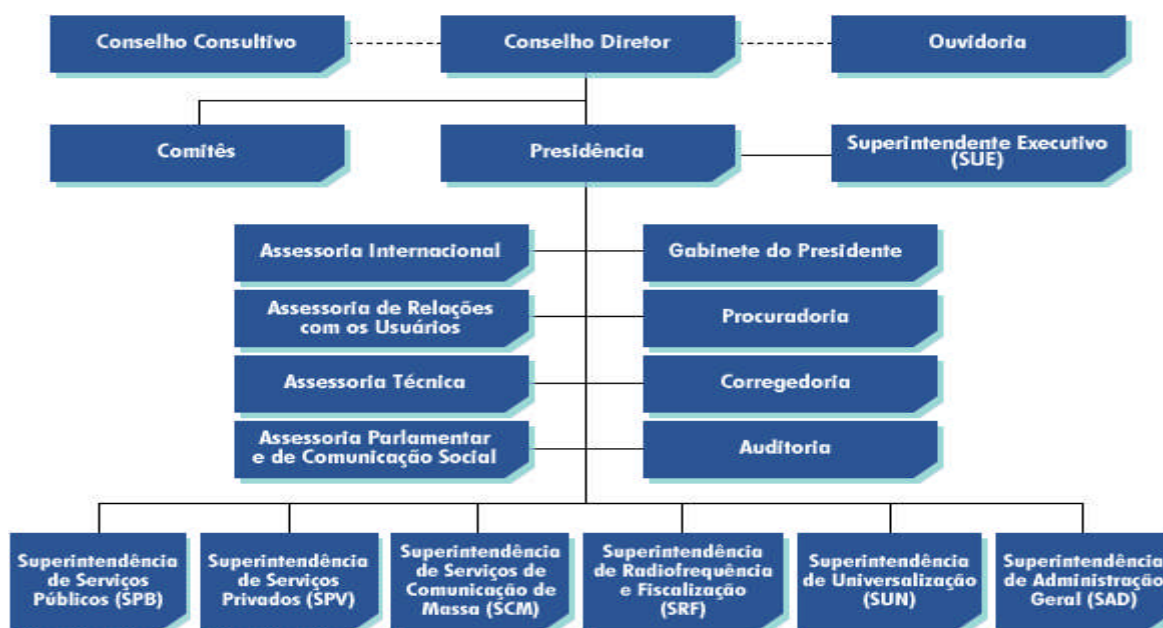 Conselho Consultivo
Conselho Diretor
Ouvidoria
Comitês
Presidência
Superintendente Executivo
(SUE)
Assessoria Internacional
Gabinete do Presidente
Assessoria de Relações
com os Usuários
Procuradoria
Assessoria Técnica
Corregedoria
Assessoria Parlamentar
e de Comunicação Social
Auditoria
Superintendência
de Serviços
Públicos (SPB)
Superintendência
de Serviços
Privados (SPV)
Superintendência
de Serviços de
Comunicação de
Massa (SCM)
Superintendência
de Radiofrequência
e Fiscalização
(SRF)
Superintendência
de Universalização
(SUN)
Superintendência
de Administração
Geral (SAD)